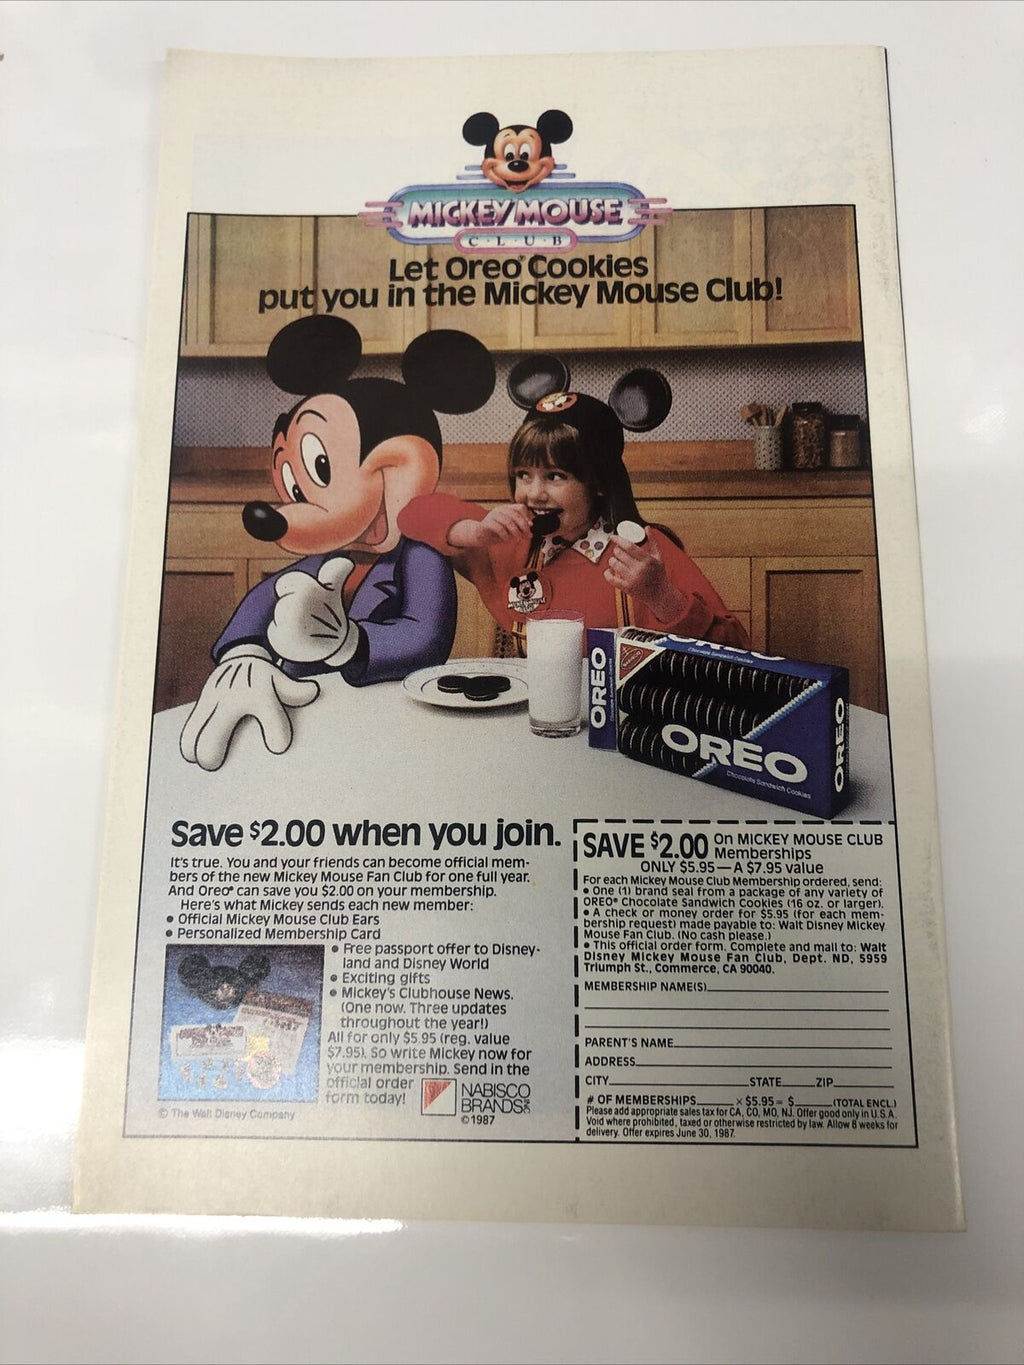 MICKEY MOUSE
CLUB
Let Oreo® Cookies
put you in the Mickey Mouse Club!
OREO
Chocolate Sandwich Cookies
NABISCO
OREO
Chocolate Sandwich Cookies
OREO
Chocolate Sandwich Cookies
OREO
Save $2.00 when you join.
It's true. You and your friends can become official mem-
bers of the new Mickey Mouse Fan Club for one full year.
And Oreo® can save you $2.00 on your membership.
Here's what Mickey sends each new member:
• Official Mickey Mouse Club Ears
• Personalized Membership Card
• Free passport offer to Disney-
land and Disney World
• Exciting gifts
• Mickey's Clubhouse News.
(One now. Three updates
throughout the year!)
All for only $5.95 (reg. value
$7.95). So write Mickey now for
your membership. Send in the
official order
form today!
NABISCO
BRANDS INC
©1987
© The Walt Disney Company
SAVE $2.00 On MICKEY MOUSE CLUB
Memberships
ONLY $5.95—A $7.95 value
For each Mickey Mouse Club Membership ordered, send:
• One (1) brand seal from a package of any variety of
OREO® Chocolate Sandwich Cookies (16 oz. or larger).
• A check or money order for $5.95 (for each mem-
bership request) made payable to: Walt Disney Mickey
Mouse Fan Club. (No cash please.)
• This official order form. Complete and mail to: Walt
Disney Mickey Mouse Fan Club, Dept. ND, 5959
Triumph St., Commerce, CA 90040.
MEMBERSHIP NAME(S)
PARENT'S NAME
ADDRESS
CITY STATE ZIP
# OF MEMBERSHIPS x $5.95 = $ (TOTAL ENCL.)
Please add appropriate sales tax for CA, CO, MO, NJ. Offer good only in U.S.A.
Void where prohibited, taxed or otherwise restricted by law. Allow 8 weeks for
delivery. Offer expires June 30, 1987.